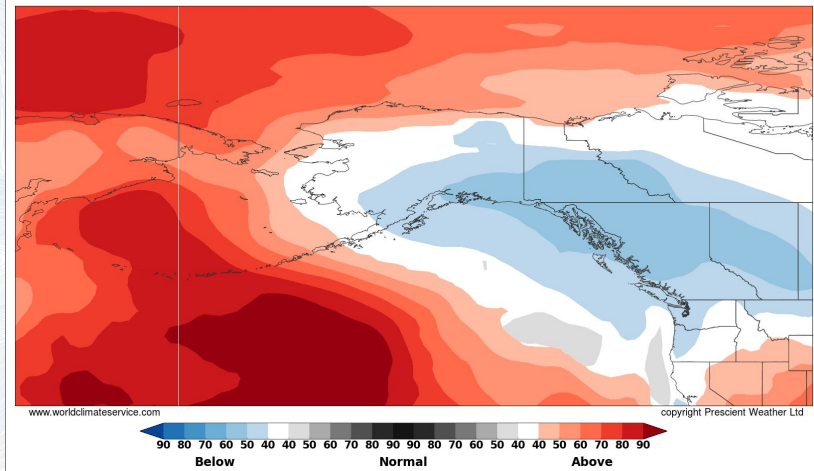 www.worldclimateservice.com copyright Prescient Weather Ltd
90 80 70 60 50 40 40 50 60 70 80 90 90 80 70 60 50 40 40 50 60 70 80 90
Below Normal Above